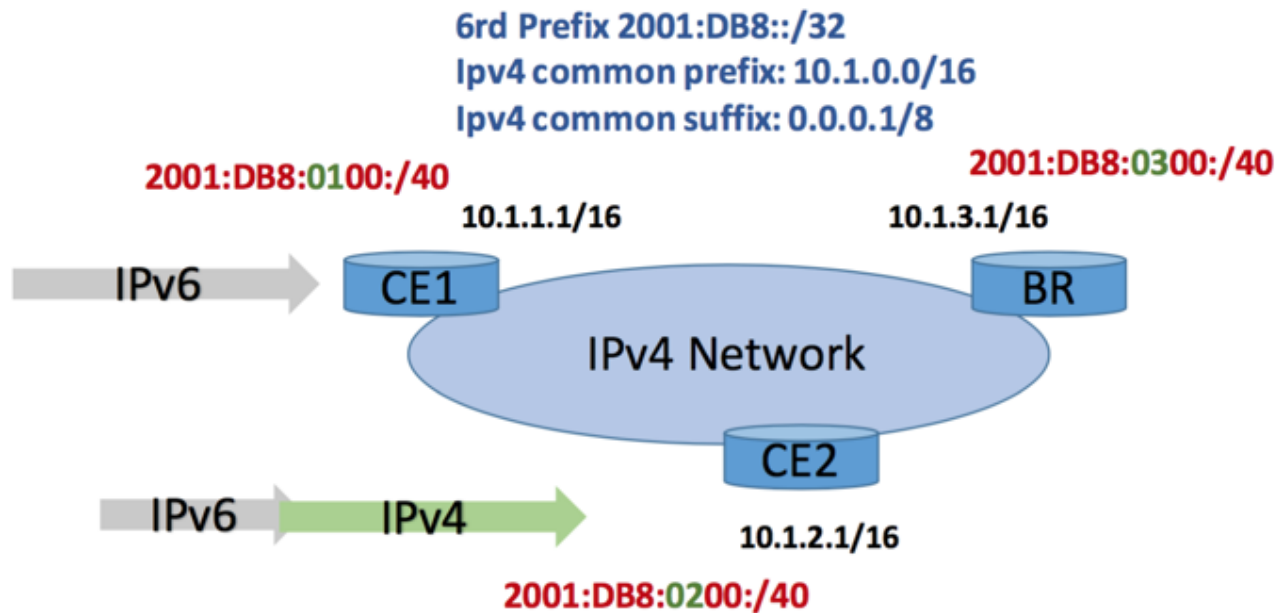 6rd Prefix 2001:DB8::/32
Ipv4 common prefix: 10.1.0.0/16
Ipv4 common suffix: 0.0.0.1/8
2001:DB8:0100:/40
2001:DB8:0300:/40
10.1.1.1/16
10.1.3.1/16
IPv6
CE1
BR
IPv4 Network
CE2
IPv6
IPv4
10.1.2.1/16
2001:DB8:0200:/40